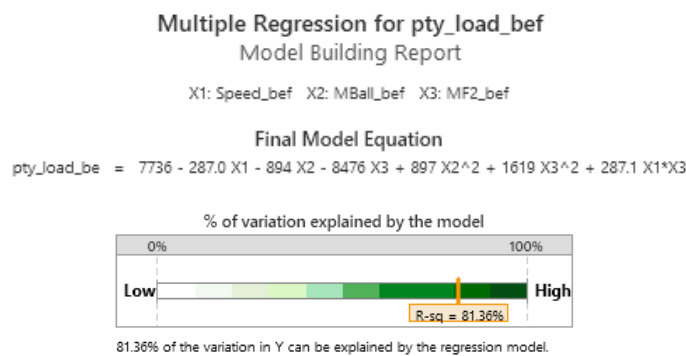 Multiple Regression for pty_load_bef
Model Building Report
X1: Speed_bef X2: MBall_bef X3: MF2_bef
Final Model Equation
pty_load_be = 7736 - 287.0 X1 - 894 X2 - 8476 X3 + 897 X2^2 + 1619 X3^2 + 287.1 X1*X3
% of variation explained by the model
0% 100%
Low High
R-sq = 81.36%
81.36% of the variation in Y can be explained by the regression model.